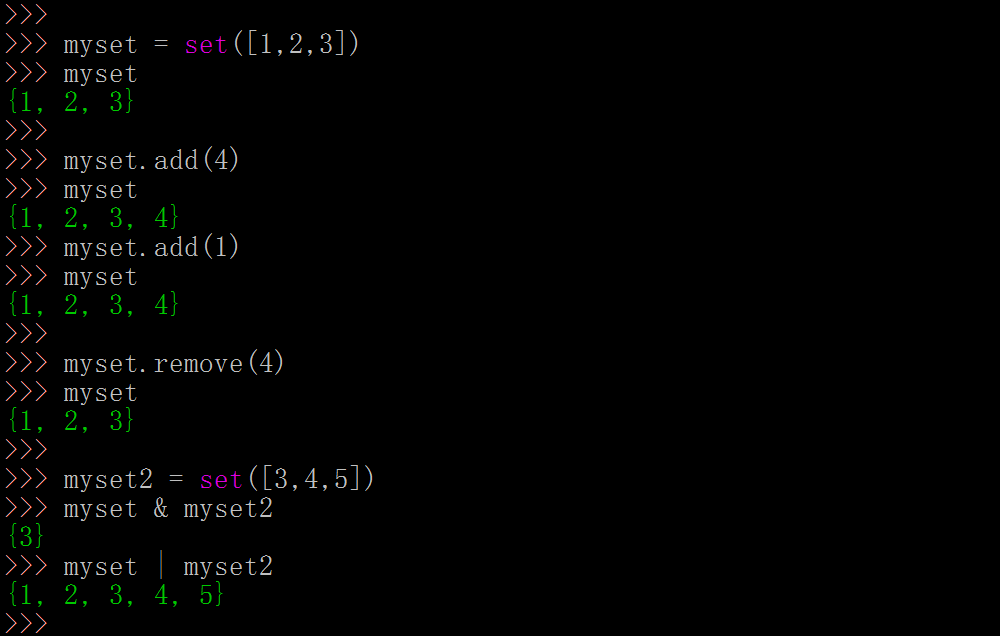 >>>
>>> myset = set([1,2,3])
>>> myset
{1, 2, 3}
>>>
>>> myset.add(4)
>>> myset
{1, 2, 3, 4}
>>> myset.add(1)
>>> myset
{1, 2, 3, 4}
>>>
>>> myset.remove(4)
>>> myset
{1, 2, 3}
>>>
>>> myset2 = set([3,4,5])
>>> myset & myset2
{3}
>>> myset | myset2
{1, 2, 3, 4, 5}
>>>